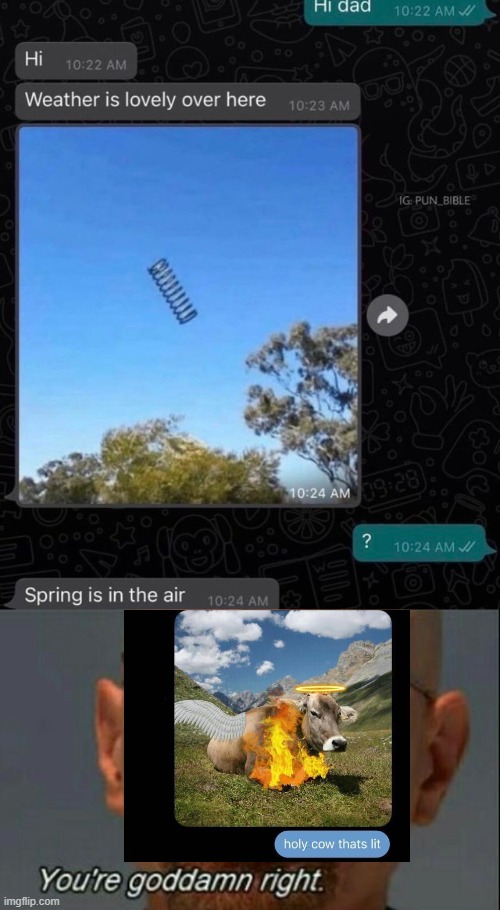 Hi dad 10:22 AM
Hi 10:22 AM
Weather is lovely over here 10:23 AM
IG: PUN_BIBLE
10:24 AM
? 10:24 AM
Spring is in the air 10:24 AM
holy cow thats lit
You're goddamn right.
imgflip.com